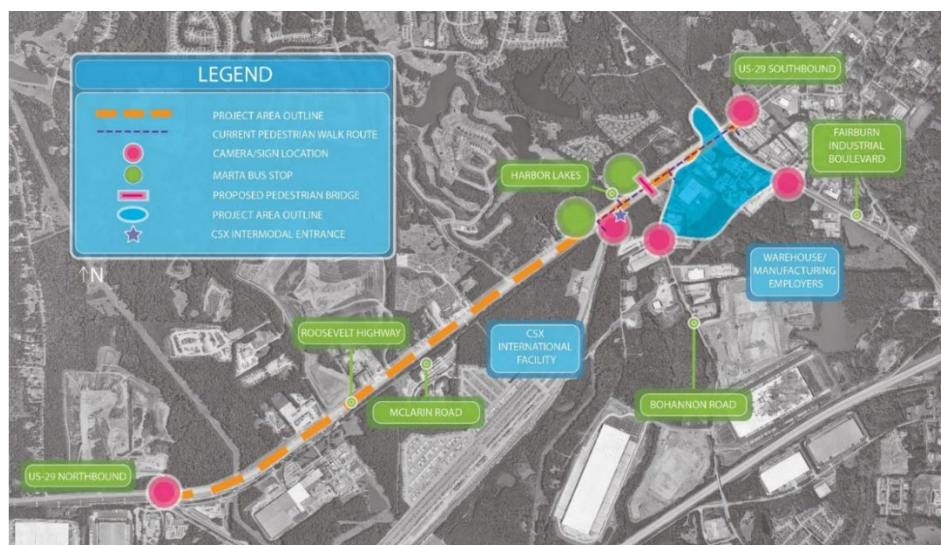 LEGEND
PROJECT AREA OUTLINE
CURRENT PEDESTRIAN WALK ROUTE
CAMERA/SIGN LOCATION
MARTA BUS STOP
PROPOSED PEDESTRIAN BRIDGE
PROJECT AREA OUTLINE
CSX INTERMODAL ENTRANCE
↑N
US-29 SOUTHBOUND
FAIRBURN
INDUSTRIAL
BOULEVARD
HARBOR LAKES
WAREHOUSE/
MANUFACTURING
EMPLOYERS
ROOSEVELT HIGHWAY
CSX
INTERNATIONAL
FACILITY
MCLARIN ROAD
BOHANNON ROAD
US-29 NORTHBOUND